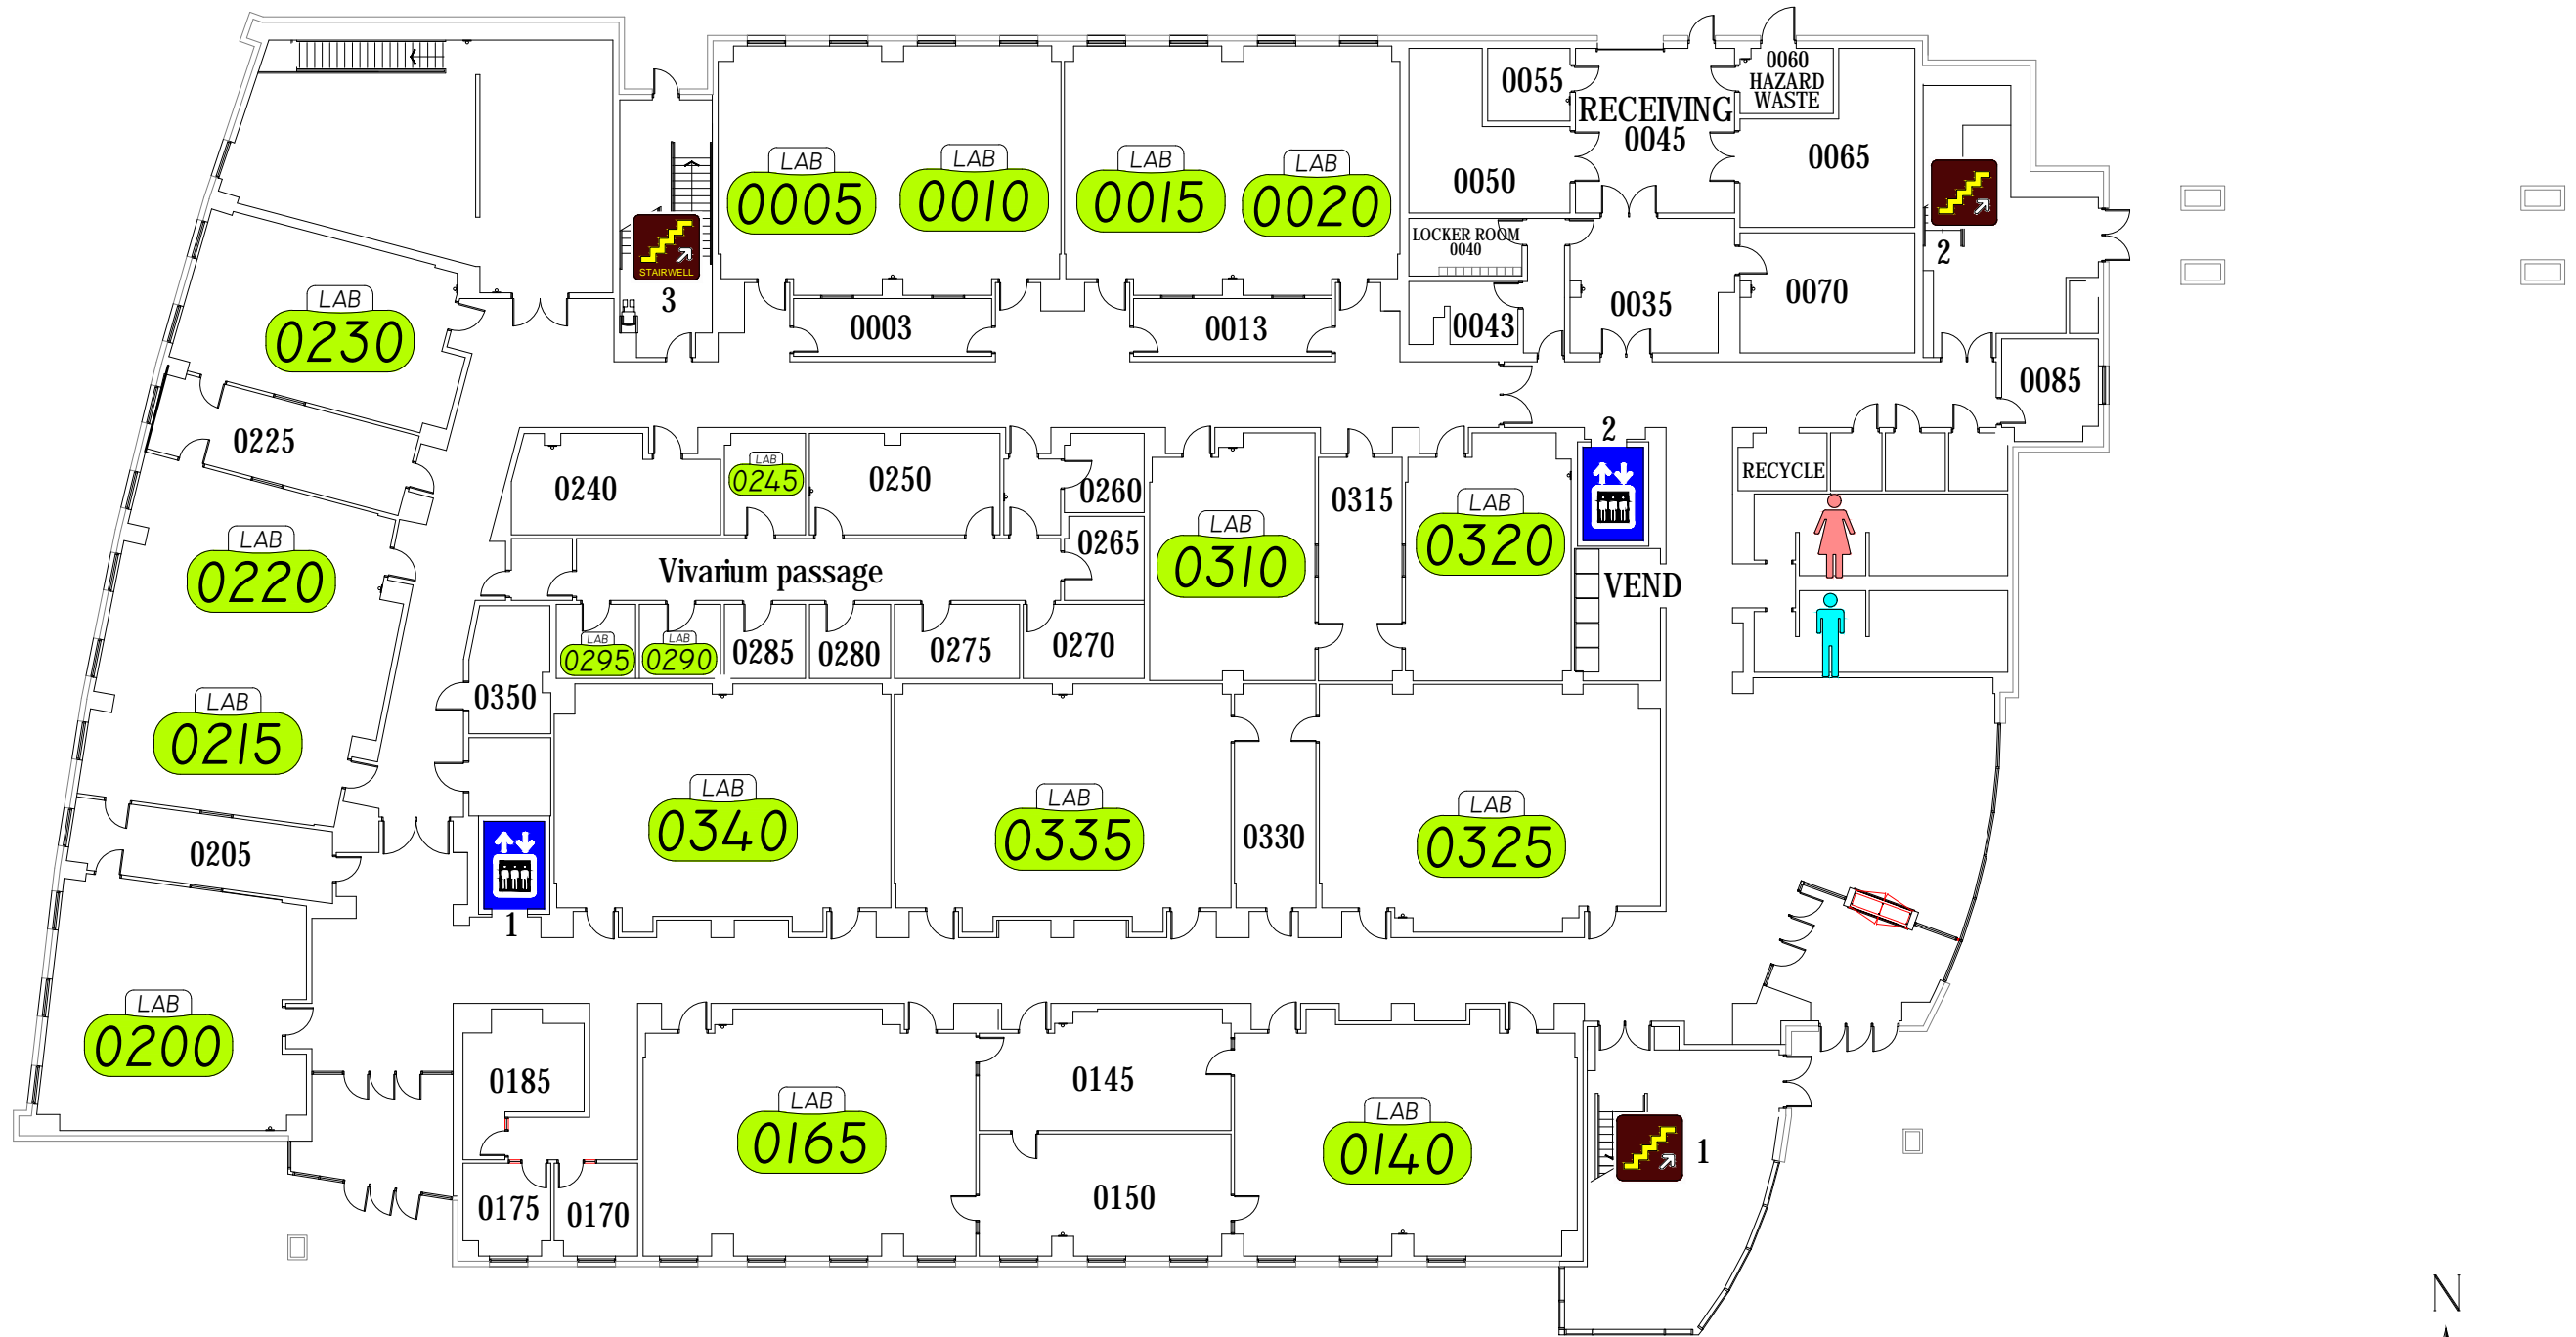 0055
RECEIVING
0045
0060
HAZARD
WASTE
0050
0065
LAB
0005
LAB
0010
LAB
0015
LAB
0020
STAIRWELL
3
LOCKER ROOM
0040
2
0003
0013
0043
0035
0070
0085
LAB
0230
0225
0240
LAB
0245
0250
0260
0265
LAB
0310
0315
LAB
0320
2
RECYCLE
VEND
Vivarium passage
LAB
0220
LAB
0215
LAB
0295
LAB
0290
0285
0280
0275
0270
0350
LAB
0340
LAB
0335
0330
LAB
0325
0205
1
LAB
0200
0185
0175
0170
LAB
0165
0145
0150
LAB
0140
1
N